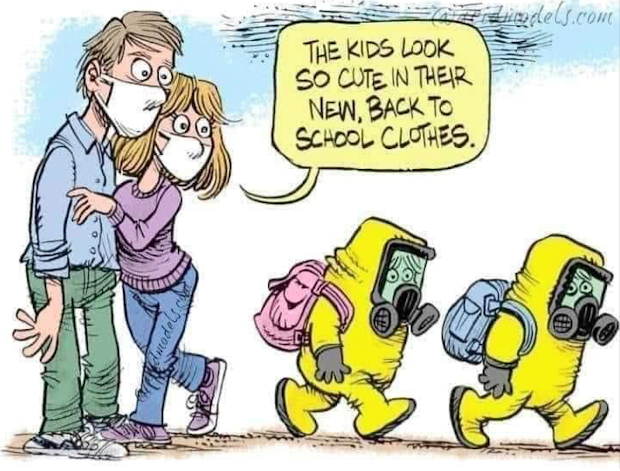 THE KIDS LOOK
SO CUTE IN THEIR
NEW, BACK TO
SCHOOL CLOTHES.